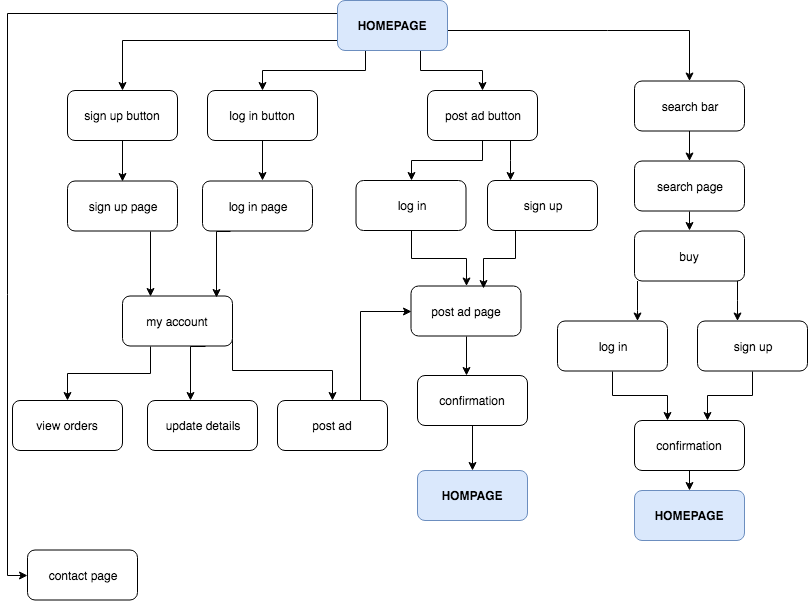 HOMEPAGE
sign up button
log in button
post ad button
search bar
sign up page
log in page
log in
sign up
search page
buy
my account
post ad page
log in
sign up
view orders
update details
post ad
confirmation
confirmation
HOMPAGE
HOMEPAGE
contact page